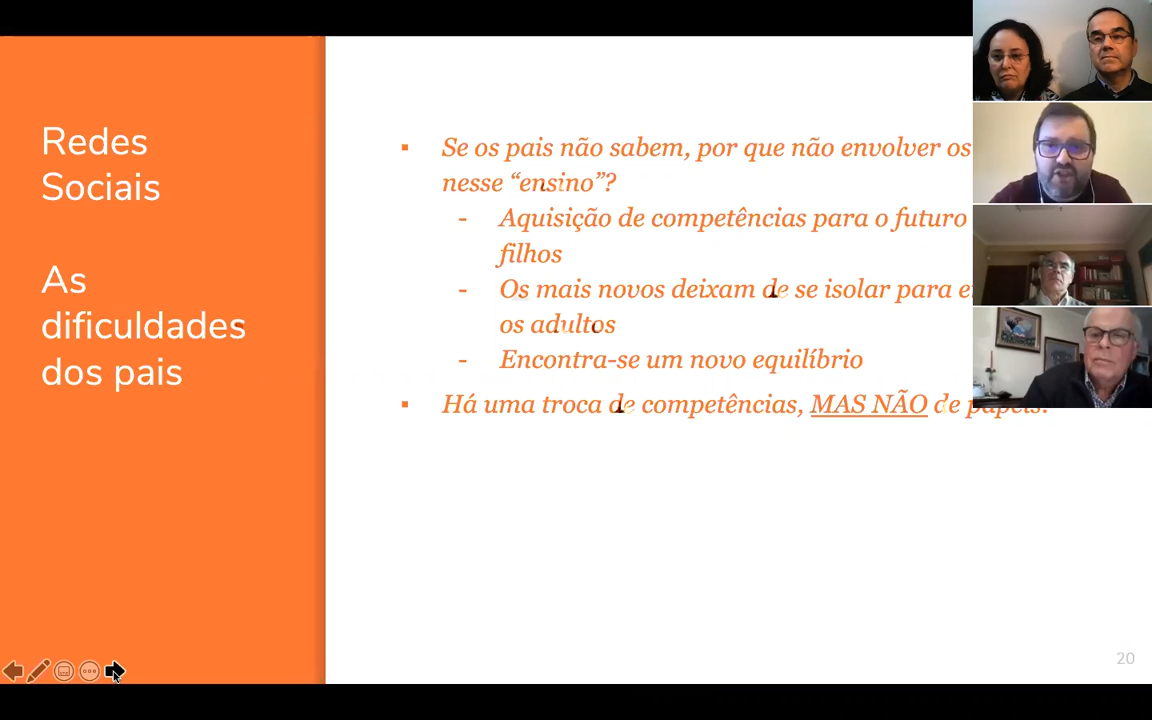 Redes
Sociais
As
dificuldades
dos pais
Se os pais não sabem, por que não envolver os
nesse “ensino”?
- Aquisição de competências para o futuro
filhos
- Os mais novos deixam de se isolar para
os adultos
- Encontra-se um novo equilíbrio
Há uma troca de competências, MAS NÃO de papéis!
20